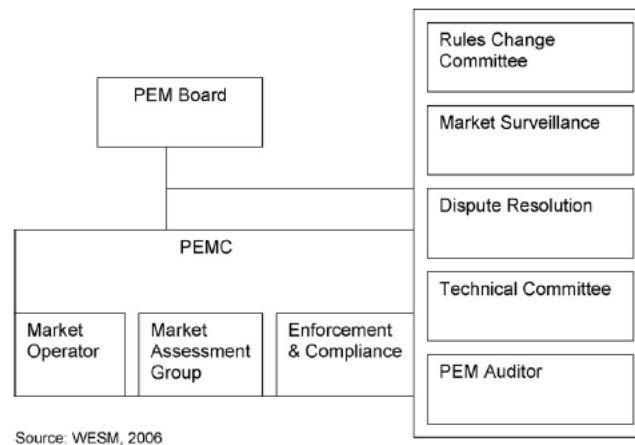 PEM Board
PEMC
Market
Operator
Market
Assessment
Group
Enforcement
& Compliance
Rules Change
Committee
Market Surveillance
Dispute Resolution
Technical Committee
PEM Auditor
Source: WESM, 2006